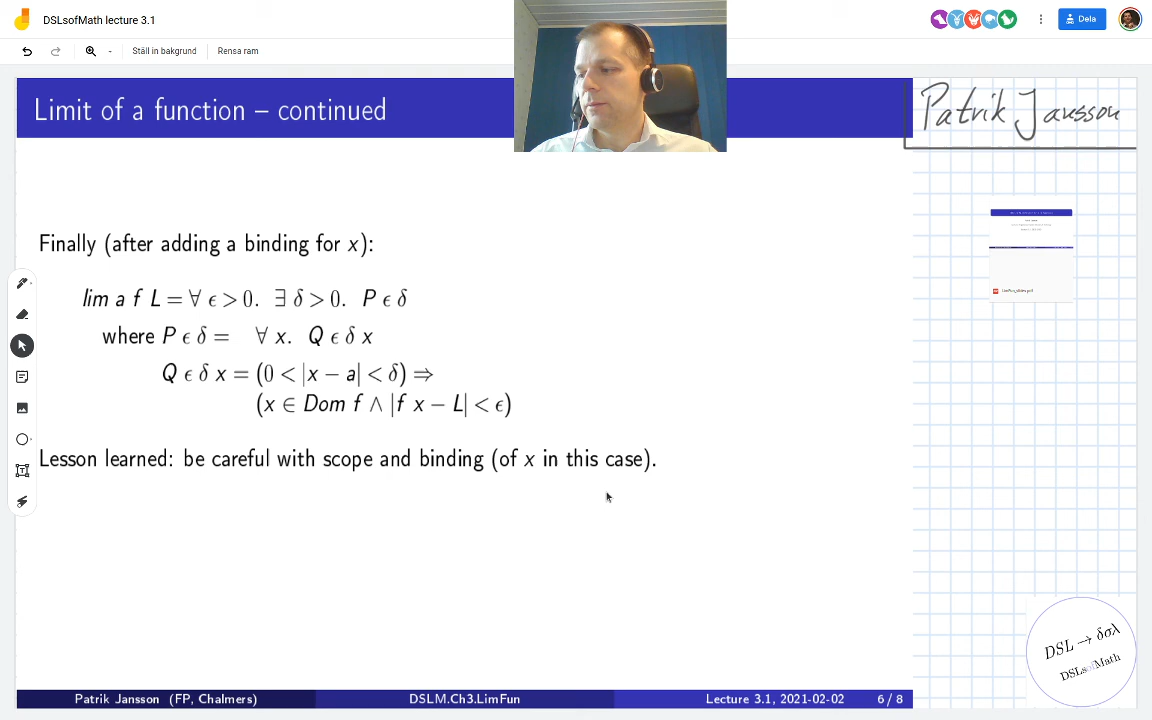 DSLsofMath lecture 3.1
Dela
Ställ in bakgrund
Rensa ram
Limit of a function – continued
Patrik Jansson
Finally (after adding a binding for x):
lim a f L = ∀ ϵ > 0. ∃ δ > 0. P ϵ δ
where P ϵ δ = ∀ x. Q ϵ δ x
Q ϵ δ x = (0 < |x − a| < δ) ⇒
(x ∈ Dom f ∧ |f x − L| < ϵ)
Lesson learned: be careful with scope and binding (of x in this case).
DSL → δσλ
DSLsofMath
Patrik Jansson (FP, Chalmers)
DSLM.Ch3.LimFun
Lecture 3.1, 2021-02-02
6 / 8